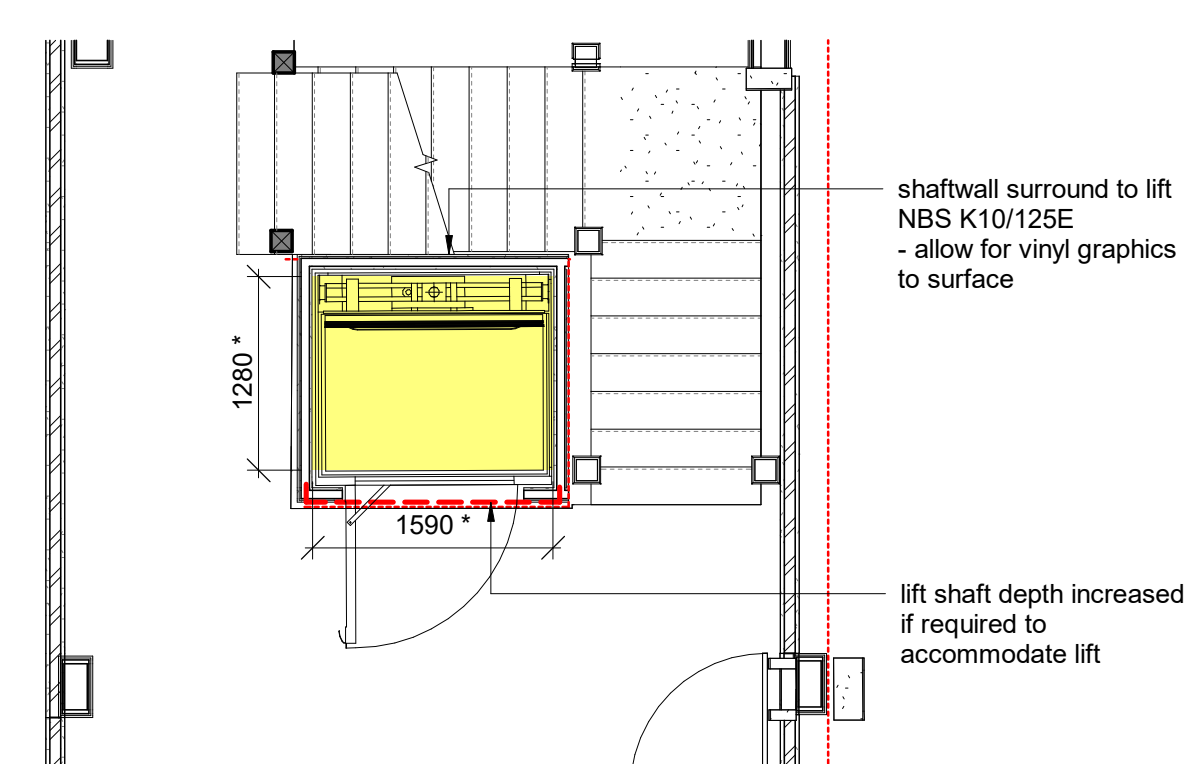 shaftwall surround to lift
NBS K10/125E
- allow for vinyl graphics
to surface
1280 *
1590 *
lift shaft depth increased
if required to
accommodate lift